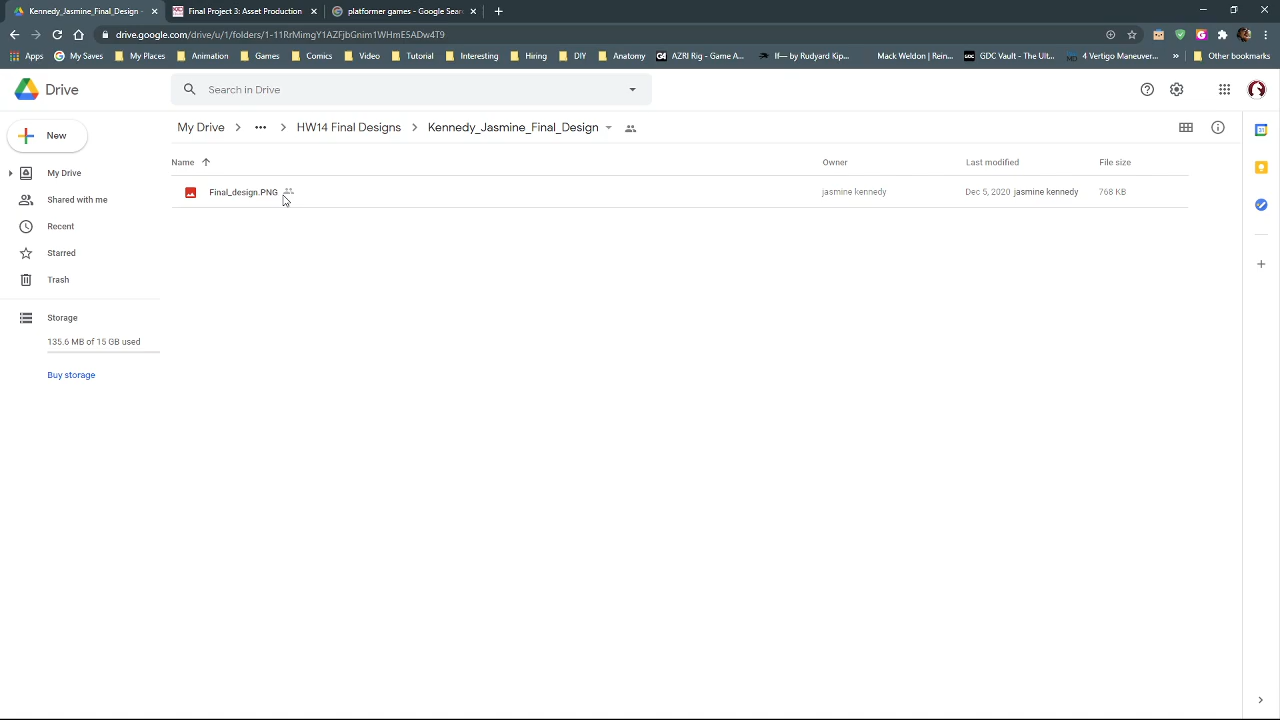 Kennedy_Jasmine_Final_Design -
Final Project 3: Asset Production
platformer games - Google Sear
drive.google.com/drive/u/1/folders/1-11RrMimgY1AZFjbGnim1WHmE5ADw4T9
Apps
My Saves
My Places
Animation
Games
Comics
Video
Tutorial
Interesting
Hiring
DIY
Anatomy
AZRI Rig - Game A...
If— by Rudyard Kip...
Mack Weldon | Rein...
GDC Vault - The Ult...
4 Vertigo Maneuver...
»
Other bookmarks
Drive
Search in Drive
New
My Drive
HW14 Final Designs
Kennedy_Jasmine_Final_Design
Name
Owner
Last modified
File size
Final_design.PNG
jasmine kennedy
Dec 5, 2020 jasmine kennedy
768 KB
My Drive
Shared with me
Recent
Starred
Trash
Storage
135.6 MB of 15 GB used
Buy storage